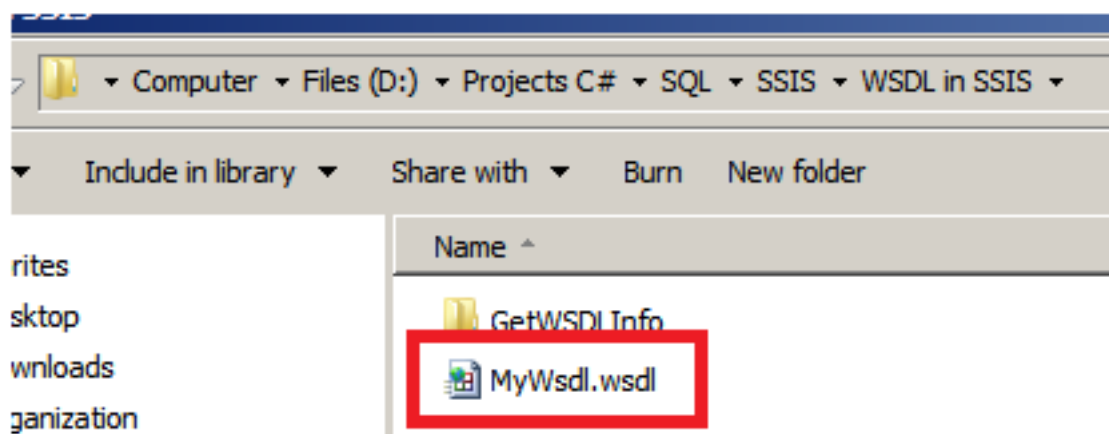 SSIS
Computer Files (D:) Projects C# SQL SSIS WSDL in SSIS
Include in library Share with Burn New folder
Name
rites
sktop
wnloads
ganization
GetWSDLInfo
MyWsdl.wsdl